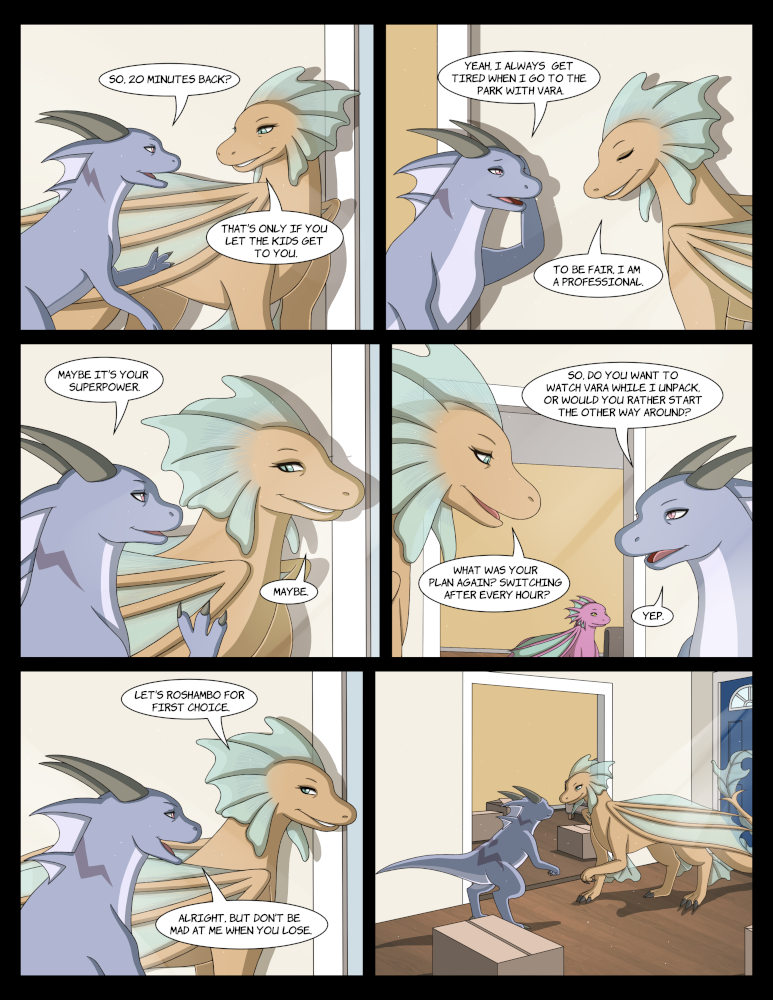 SO, 20 MINUTES BACK?
THAT'S ONLY IF YOU
LET THE KIDS GET
TO YOU.
YEAH, I ALWAYS GET
TIRED WHEN I GO TO THE
PARK WITH VARA.
TO BE FAIR, I AM
A PROFESSIONAL.
MAYBE IT'S YOUR
SUPERPOWER.
MAYBE.
SO, DO YOU WANT TO
WATCH VARA WHILE I UNPACK,
OR WOULD YOU RATHER START
THE OTHER WAY AROUND?
WHAT WAS YOUR
PLAN AGAIN? SWITCHING
AFTER EVERY HOUR?
YEP.
LET'S ROSHAMBO FOR
FIRST CHOICE.
ALRIGHT, BUT DON'T BE
MAD AT ME WHEN YOU LOSE.